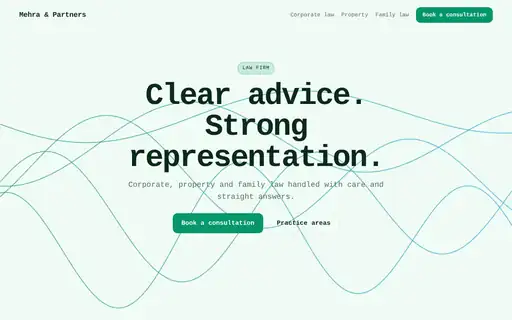 Mehra & Partners
Corporate law Property Family law Book a consultation
LAW FIRM
Clear advice.
Strong
representation.
Corporate, property and family law handled with care and
straight answers.
Book a consultation Practice areas